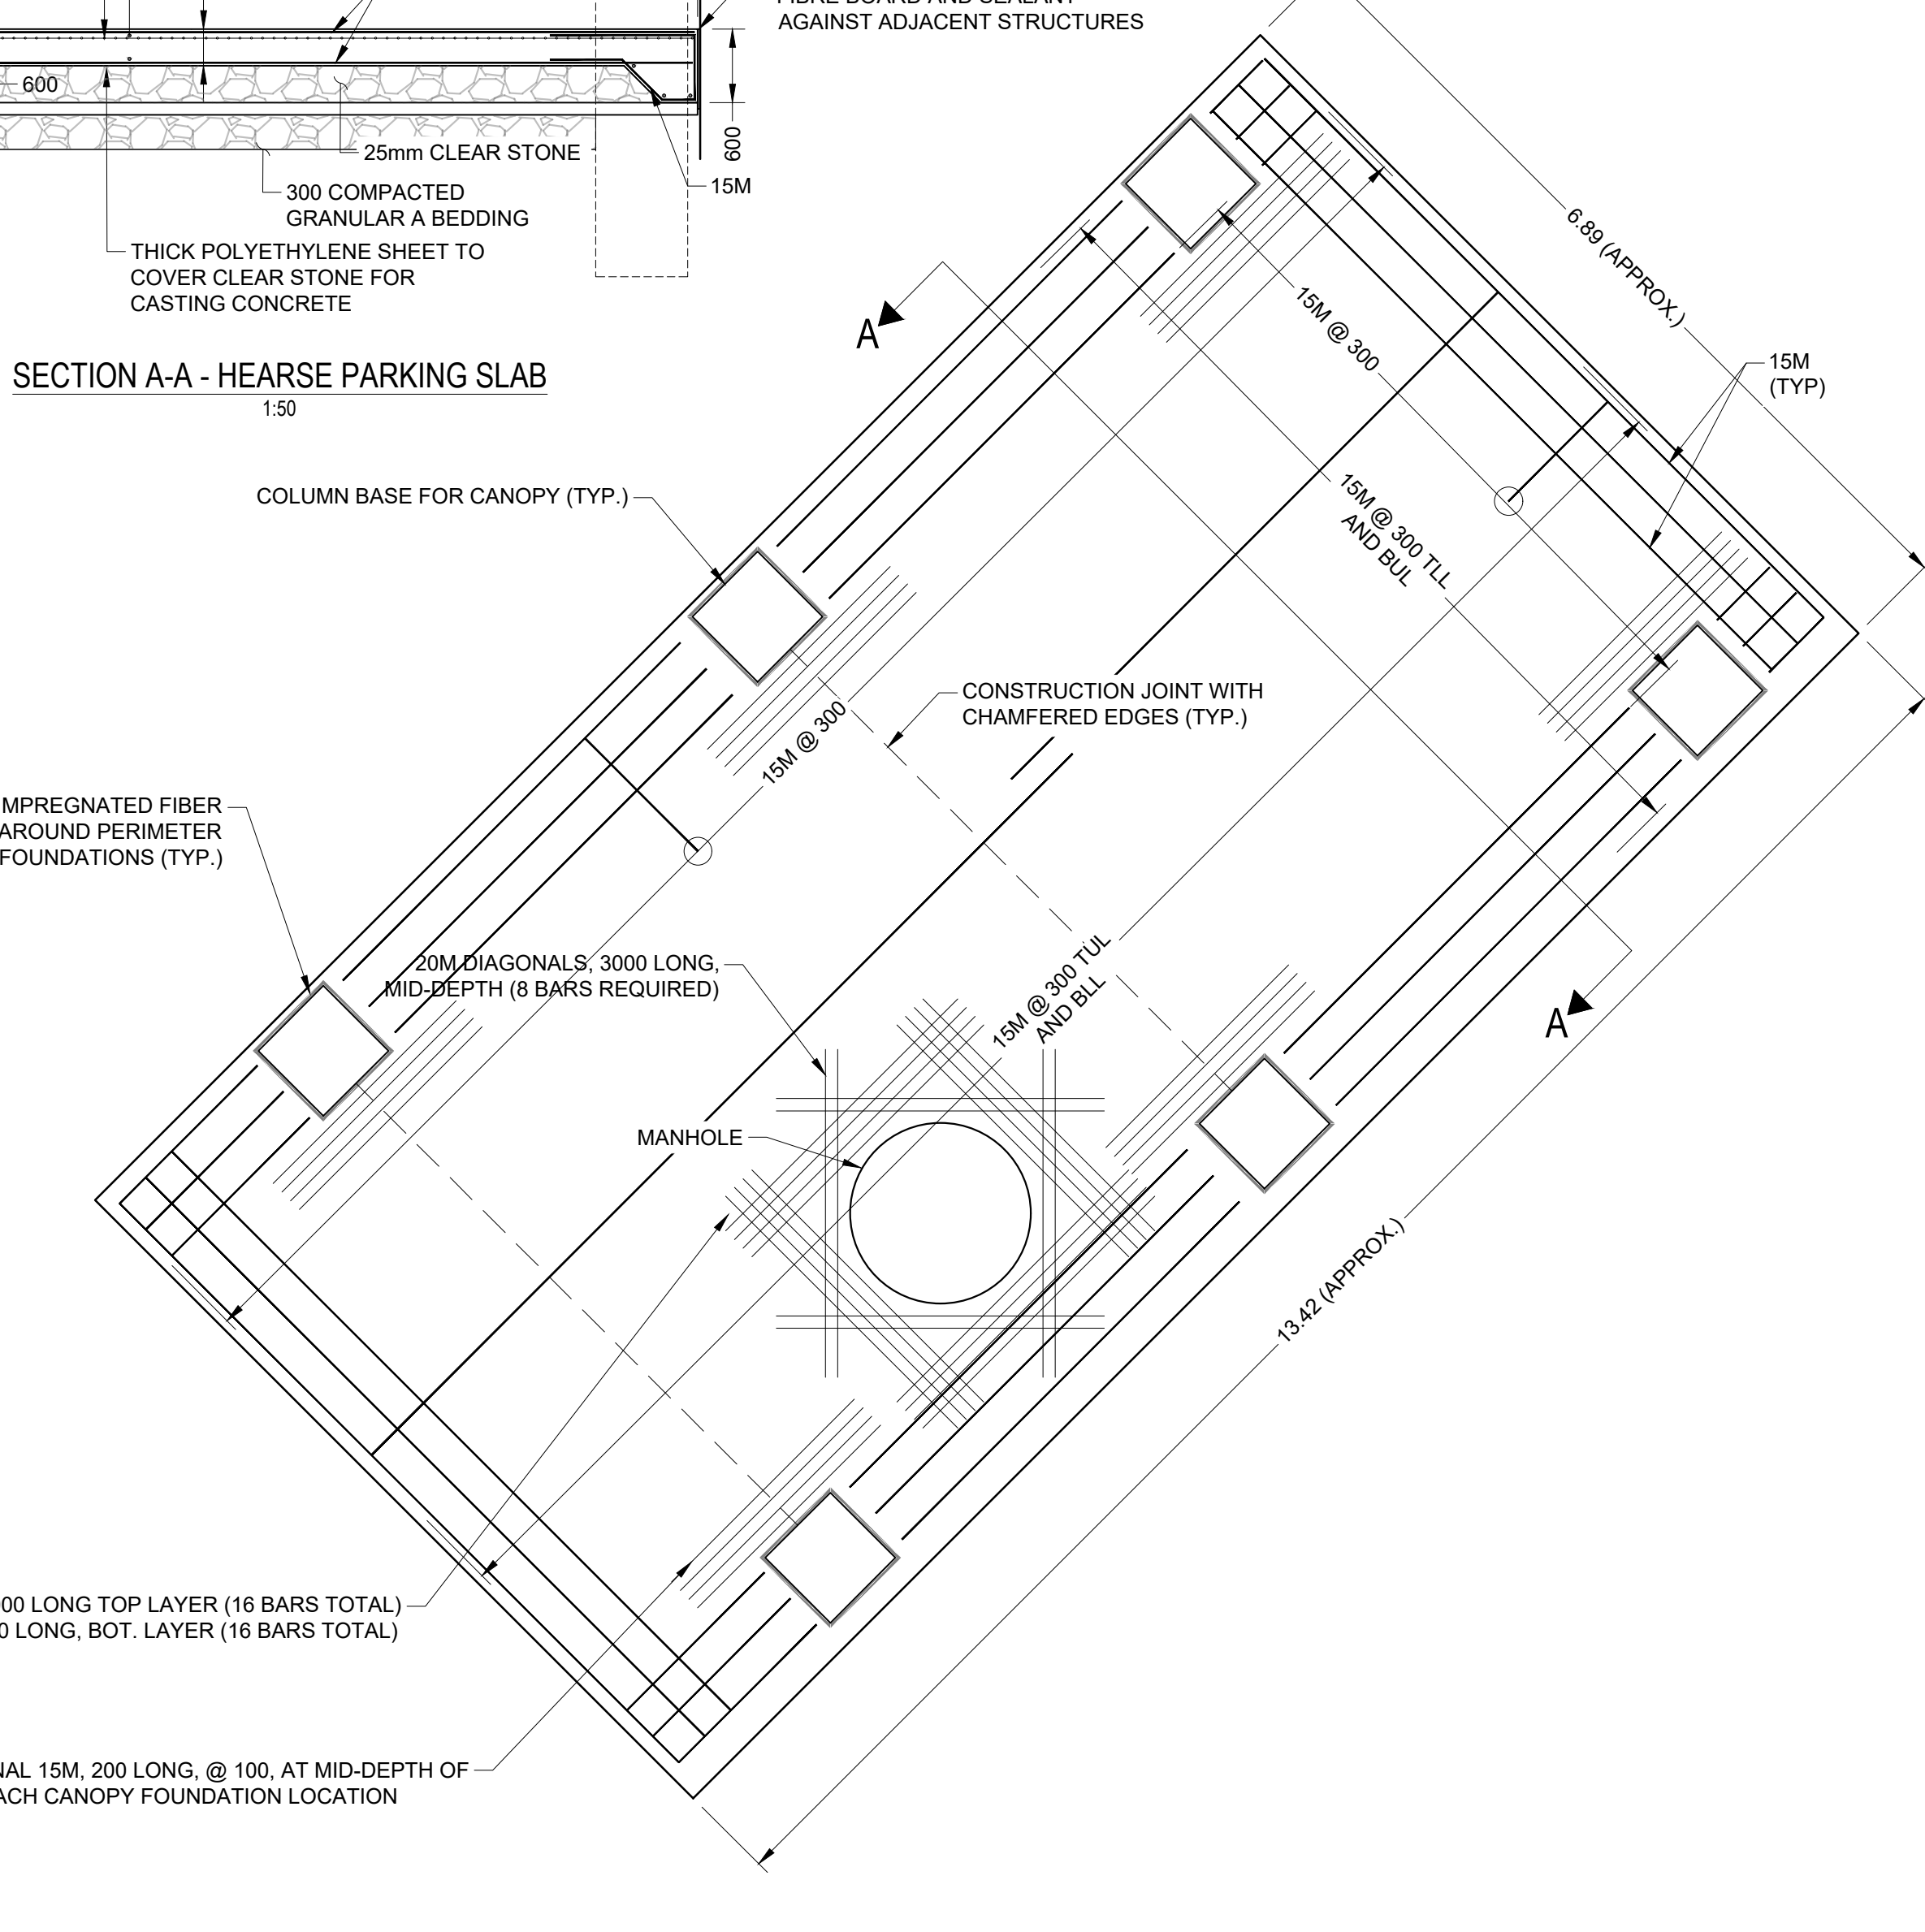 AGAINST ADJACENT STRUCTURES
600
600
25mm CLEAR STONE
15M
300 COMPACTED
GRANULAR A BEDDING
THICK POLYETHYLENE SHEET TO
COVER CLEAR STONE FOR
CASTING CONCRETE
SECTION A-A - HEARSE PARKING SLAB
1:50
A
6.89 (APPROX.)
15M @ 300
15M
(TYP)
15M @ 300 TLL
AND BUL
COLUMN BASE FOR CANOPY (TYP.)
CONSTRUCTION JOINT WITH
CHAMFERED EDGES (TYP.)
15M @ 300
MPREGNATED FIBER
AROUND PERIMETER
FOUNDATIONS (TYP.)
20M DIAGONALS, 3000 LONG,
MID-DEPTH (8 BARS REQUIRED)
15M @ 300 TUL
AND BLL
A
MANHOLE
13.42 (APPROX.)
00 LONG TOP LAYER (16 BARS TOTAL)
0 LONG, BOT. LAYER (16 BARS TOTAL)
NAL 15M, 200 LONG, @ 100, AT MID-DEPTH OF
ACH CANOPY FOUNDATION LOCATION